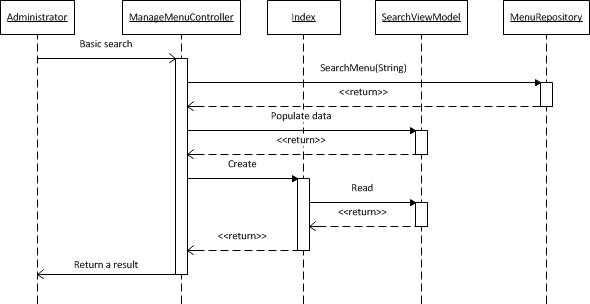 Administrator
ManageMenuController
Index
SearchViewModel
MenuRepository
Basic search
SearchMenu(String)
<<return>>
Populate data
<<return>>
Create
Read
<<return>>
<<return>>
Return a result